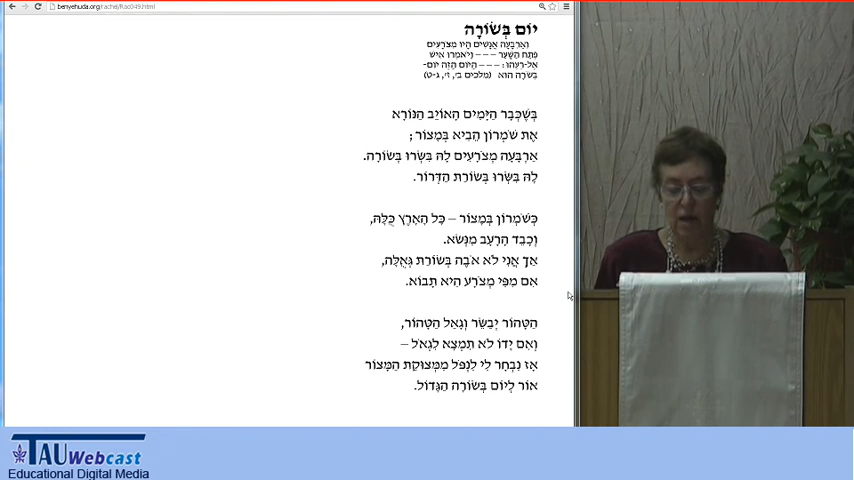 benyehuda.org/rachel/Rac049.html
יוֹם בְּשׂוֹרָה
וְאַרְבָּעָה אֲנָשִׁים הָיוּ מְצֹרָעִים
פֶּתַח הַשָּׁעַר – – – וַיֹּאמְרוּ אִישׁ
אֶל-רֵעֵהוּ: – – – הַיּוֹם הַזֶּה יוֹם-
בְּשׂרָה הוּא (מלכים ב׳, ז׳, ג-ט)
בְּשֶׁכְּבָר הַיָּמִים הָאוֹיֵב הַנּוֹרָא
אֶת שֹׁמְרוֹן הֵבִיא בְּמָצוֹר;
אַרְבָּעָה מְצֹרָעִים לָהּ בִּשְּׂרוּ בְּשׂוֹרָה.
לָהּ בִּשְּׂרוּ בְּשׂוֹרַת הַדְּרוֹר.
כְּשֹׁמְרוֹן בְּמָצוֹר – כָּל הָאָרֶץ כֻּלָּהּ,
וְכָבֵד הָרָעָב מִנְּשֹׂא.
אַךְ אֲנִי לֹא אֹבֶה בְּשׂוֹרַת גְּאֻלָּה,
אִם מִפִּי מְצֹרָע הִיא תָבוֹא.
הַטָּהוֹר יְבַשֵּׂר וְגָאַל הַטָּהוֹר,
וְאִם יָדוֹ לֹא תִמְצָא לִגְאֹל –
אָז נִבְחַר לִי לִנְפֹּל מִמְּצוּקַת הַמָּצוֹר
אוֹר לְיוֹם בְּשׂוֹרָה הַגָּדוֹל.
TAU Webcast
Educational Digital Media